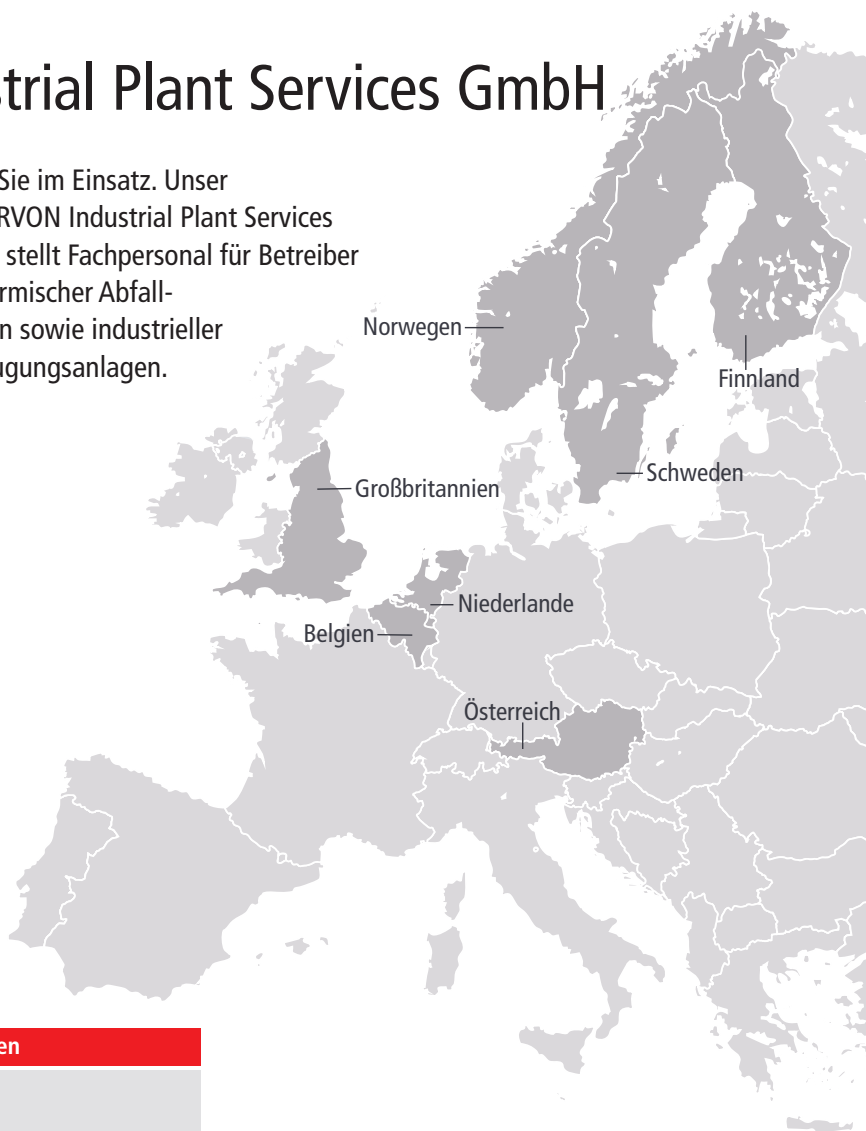 strial Plant Services GmbH
Sie im Einsatz. Unser
RVON Industrial Plant Services
stellt Fachpersonal für Betreiber
rmischer Abfall-
n sowie industrieller
ugungsanlagen.
Norwegen
Finnland
Schweden
Großbritannien
Niederlande
Belgien
Österreich
en